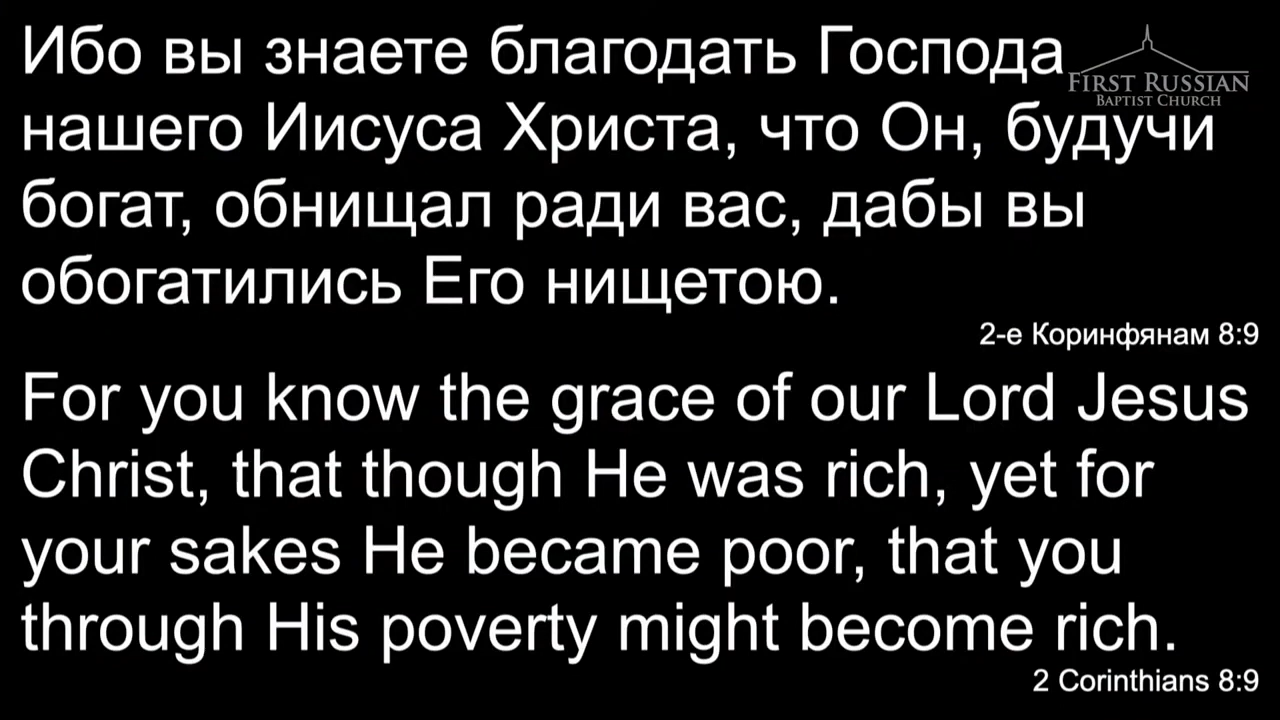 Ибо вы знаете благодать Господа
FIRST RUSSIAN
BAPTIST CHURCH
нашего Иисуса Христа, что Он, будучи
богат, обнищал ради вас, дабы вы
обогатились Его нищетою.
2-е Коринфянам 8:9
For you know the grace of our Lord Jesus
Christ, that though He was rich, yet for
your sakes He became poor, that you
through His poverty might become rich.
2 Corinthians 8:9